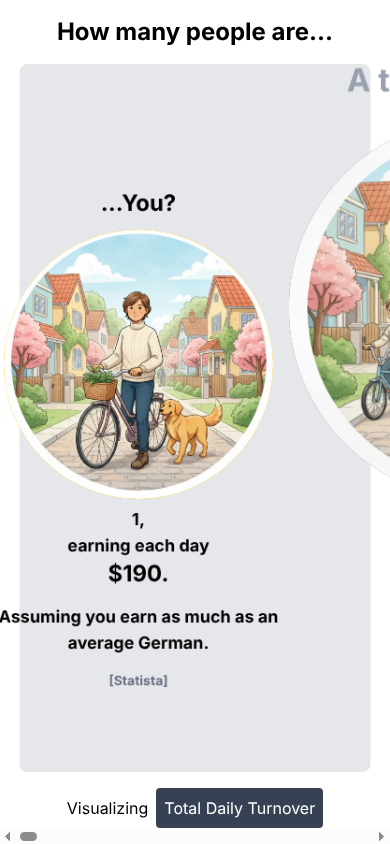 How many people are...
A t
...You?
1,
earning each day
$190.
Assuming you earn as much as an
average German.
[Statista]
Visualizing Total Daily Turnover